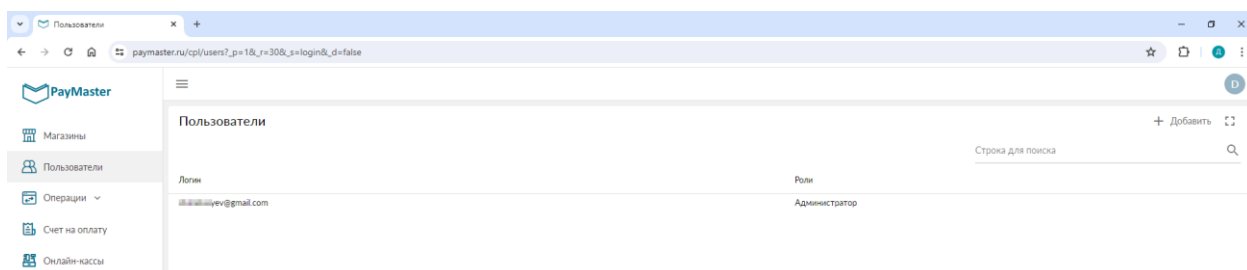 Пользователи
paymaster.ru/cpl/users?_p=1&_r=30&_s=login&_d=false
PayMaster
D
Пользователи
Добавить
Строка для поиска
Магазины
Пользователи
Операции
Счет на оплату
Онлайн-кассы
Логин
Роли
yev@gmail.com
Администратор